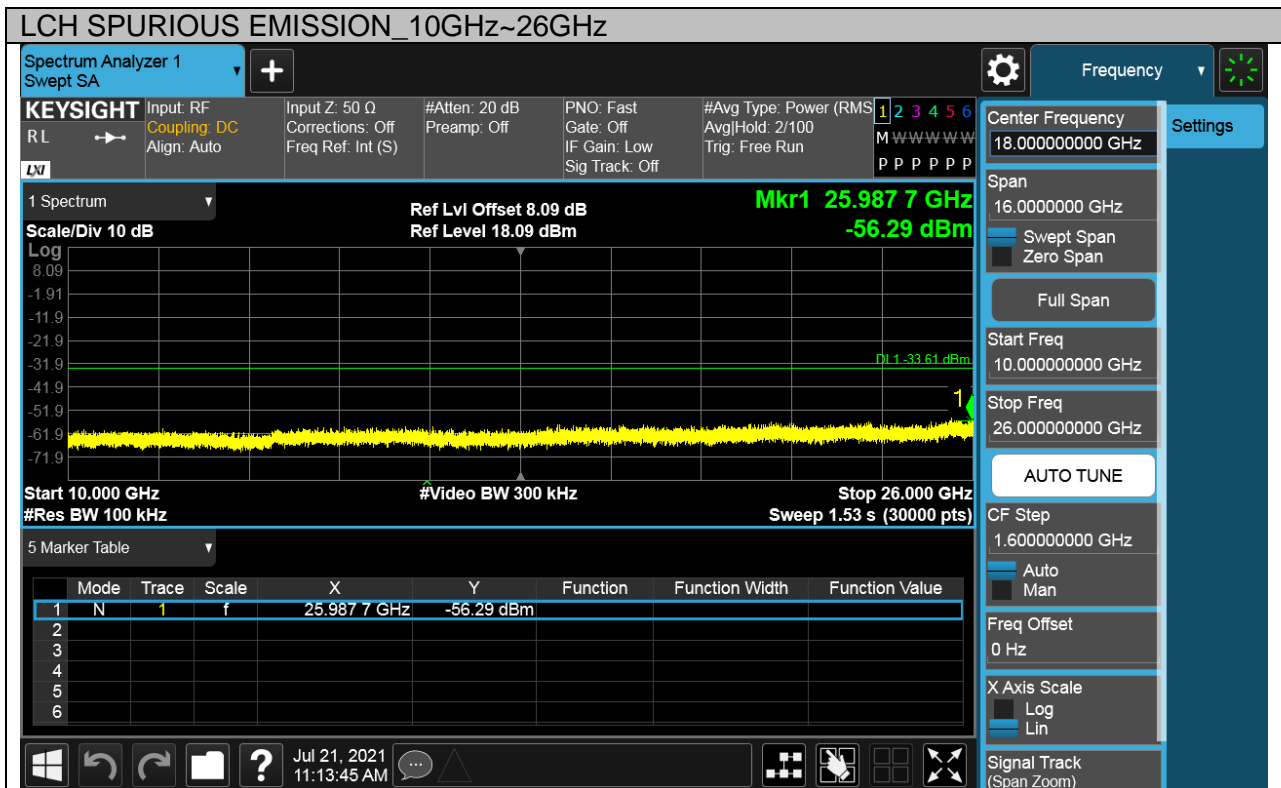 LCH SPURIOUS EMISSION_10GHz~26GHz
Spectrum Analyzer 1
Swept SA
Frequency
KEYSIGHT
RL
LXI
Input: RF
Coupling: DC
Align: Auto
Input Z: 50 Ω
Corrections: Off
Freq Ref: Int (S)
#Atten: 20 dB
Preamp: Off
PNO: Fast
Gate: Off
IF Gain: Low
Sig Track: Off
#Avg Type: Power (RMS
Avg|Hold: 2/100
Trig: Free Run
1 2 3 4 5 6
M W W W W W
P P P P P P
1 Spectrum
Scale/Div 10 dB
Ref Lvl Offset 8.09 dB
Ref Level 18.09 dBm
Mkr1 25.987 7 GHz
-56.29 dBm
Log
8.09
-1.91
-11.9
-21.9
-31.9
-41.9
-51.9
-61.9
-71.9
DL1 -33.61 dBm
1
Start 10.000 GHz
#Res BW 100 kHz
#Video BW 300 kHz
Stop 26.000 GHz
Sweep 1.53 s (30000 pts)
5 Marker Table
Mode Trace Scale X Y Function Function Width Function Value
1 N 1 f 25.987 7 GHz -56.29 dBm
2
3
4
5
6
Jul 21, 2021
11:13:45 AM
Center Frequency
18.000000000 GHz
Settings
Span
16.0000000 GHz
Swept Span
Zero Span
Full Span
Start Freq
10.000000000 GHz
Stop Freq
26.000000000 GHz
AUTO TUNE
CF Step
1.600000000 GHz
Auto
Man
Freq Offset
0 Hz
X Axis Scale
Log
Lin
Signal Track
(Span Zoom)